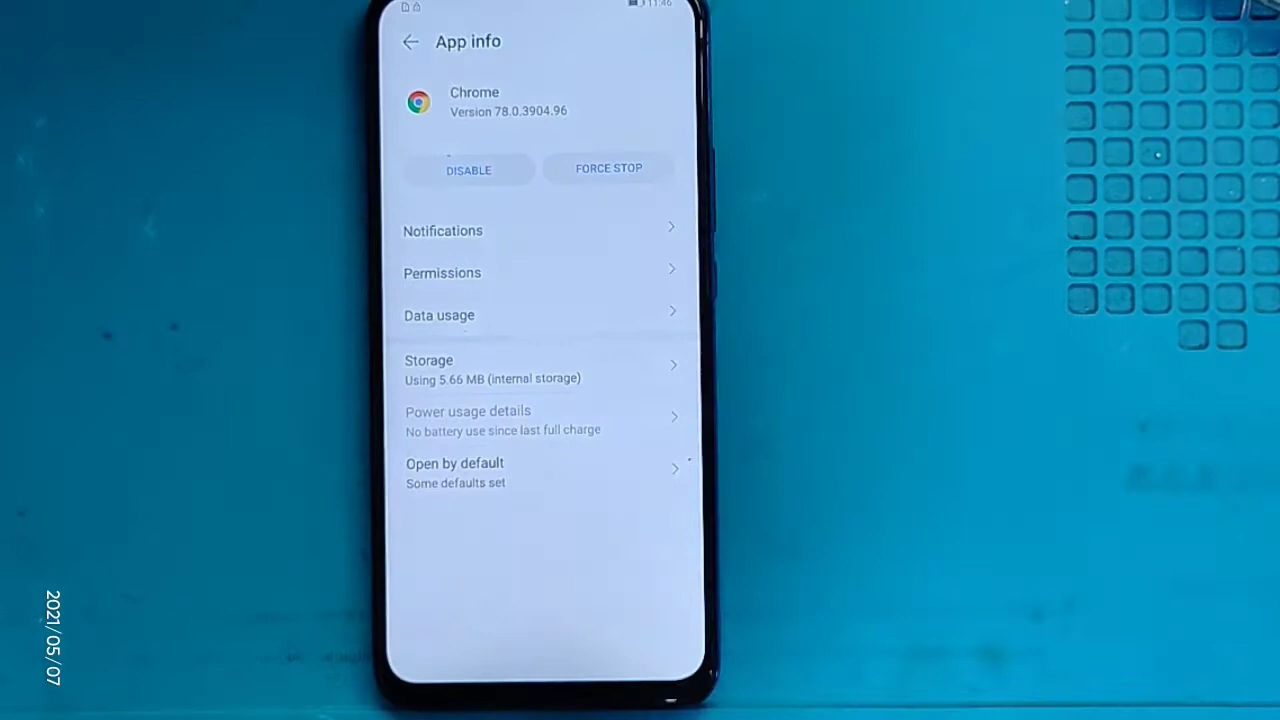 11:46
App info
Chrome
Version 78.0.3904.96
DISABLE
FORCE STOP
Notifications
Permissions
Data usage
Storage
Using 5.66 MB (internal storage)
Power usage details
No battery use since last full charge
Open by default
Some defaults set
2021/05/07